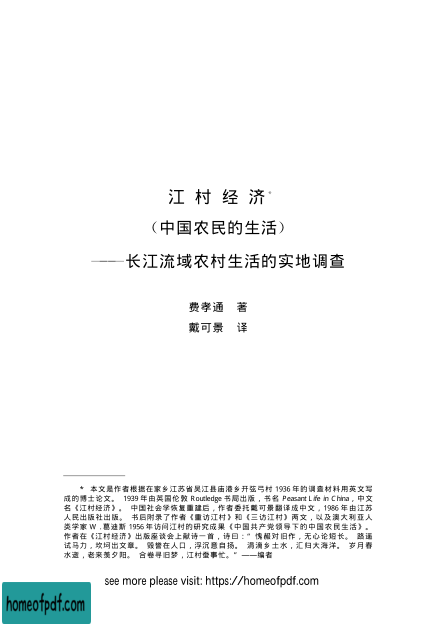 江 村 经 济*
（中国农民的生活）
——长江流域农村生活的实地调查
费孝通 著
戴可景 译
* 本文是作者根据在家乡江苏省吴江县庙港乡开弦弓村 1936 年的调查材料用英文写
成的博士论文。 1939 年由英国伦敦 Routledge 书局出版，书名 Peasant Life in China，中文
名《江村经济》。 中国社会学恢复重建后，作者委托戴可景翻译成中文，1986 年由江苏
人民出版社出版。 书后附录了作者《重访江村》和《三访江村》两文，以及澳大利亚人
类学家 W .葛迪斯 1956 年访问江村的研究成果《中国共产党领导下的中国农民生活》。
作者在《江村经济》出版座谈会上献诗一首，诗曰：“愧赧对旧作，无心论短长。 路遥
试马力，坎坷出文章。 毁誉在人口，浮沉意自扬。 涓滴乡土水，汇归大海洋。 岁月春
水逝，老来羡夕阳。 合卷寻旧梦，江村蚕事忙。”——编者
homeofpdf.com
see more please visit: https://homeofpdf.com